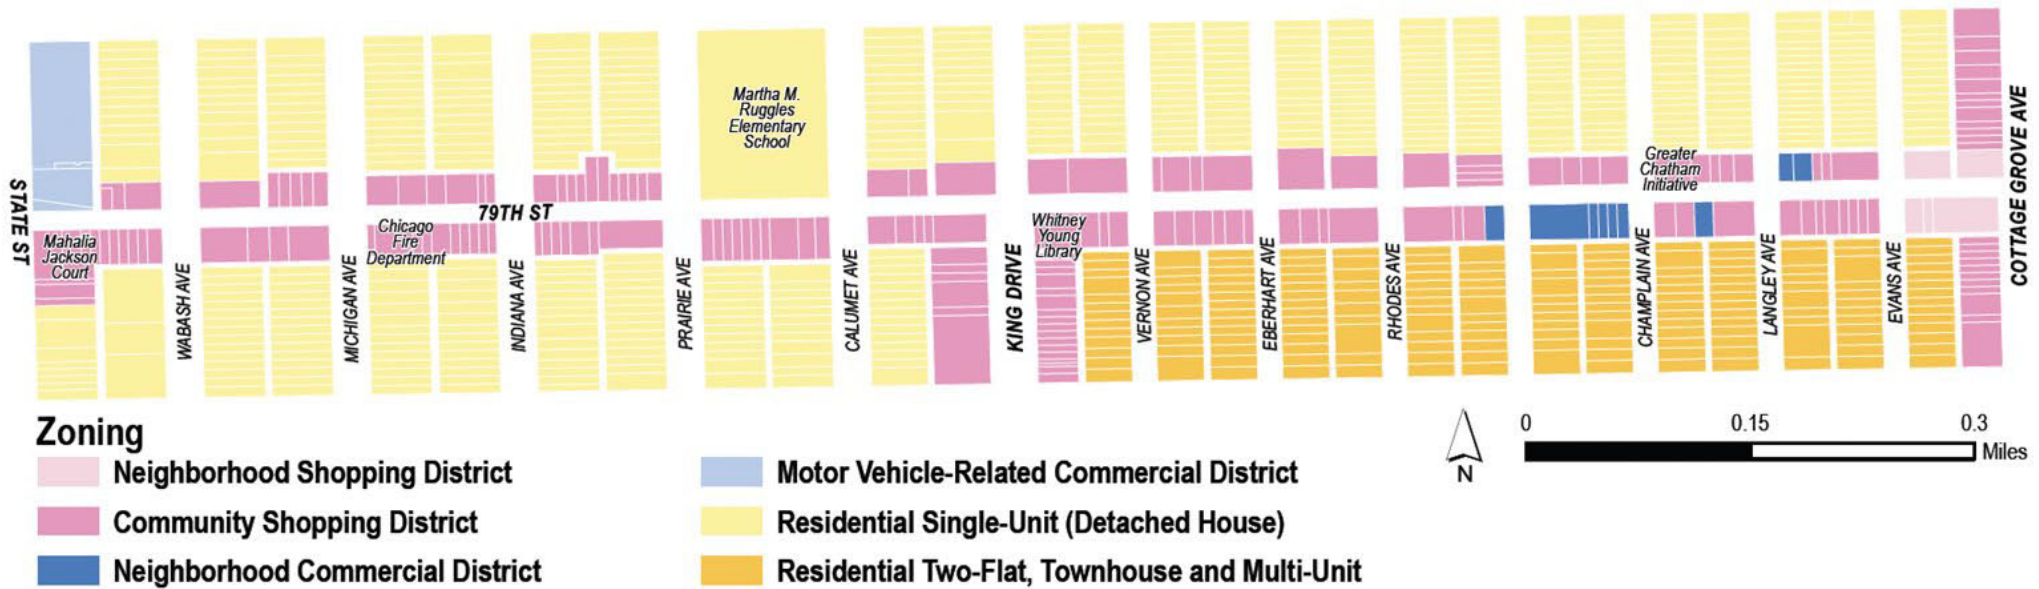 Martha M.
Ruggles
Elementary
School
Greater
Chatham
Initiative
STATE ST
79TH ST
Mahalia
Jackson
Court
Chicago
Fire
Department
Whitney
Young
Library
WABASH AVE
MICHIGAN AVE
INDIANA AVE
PRAIRIE AVE
CALUMET AVE
KING DRIVE
VERNON AVE
EBERHART AVE
RHODES AVE
CHAMPLAIN AVE
LANGLEY AVE
EVANS AVE
COTTAGE GROVE AVE
Zoning
Neighborhood Shopping District
Community Shopping District
Neighborhood Commercial District
Motor Vehicle-Related Commercial District
Residential Single-Unit (Detached House)
Residential Two-Flat, Townhouse and Multi-Unit
N
0 0.15 0.3
Miles